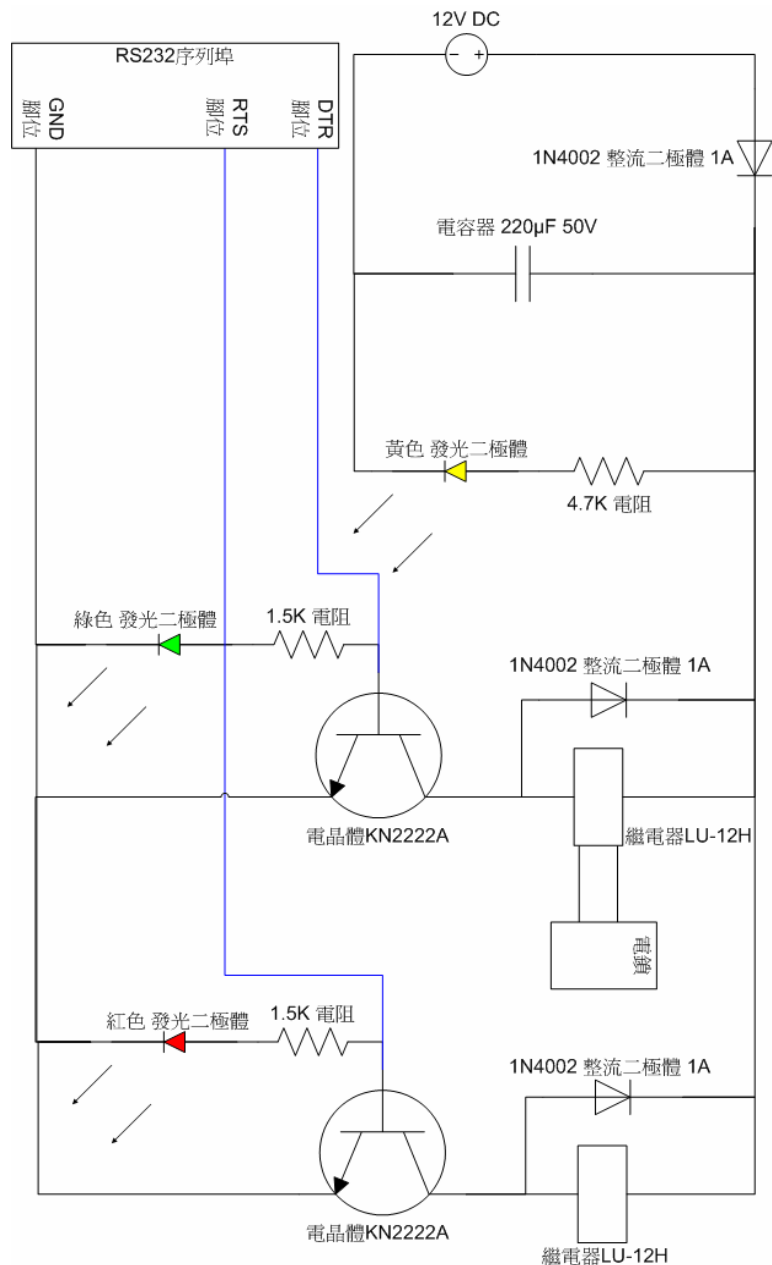 12V DC
− +
RS232序列埠
GND
腳位
RTS
腳位
DTR
腳位
1N4002 整流二極體 1A
電容器 220µF 50V
黃色 發光二極體
4.7K 電阻
綠色 發光二極體
1.5K 電阻
1N4002 整流二極體 1A
電晶體KN2222A
繼電器LU-12H
電鎖
紅色 發光二極體
1.5K 電阻
1N4002 整流二極體 1A
電晶體KN2222A
繼電器LU-12H